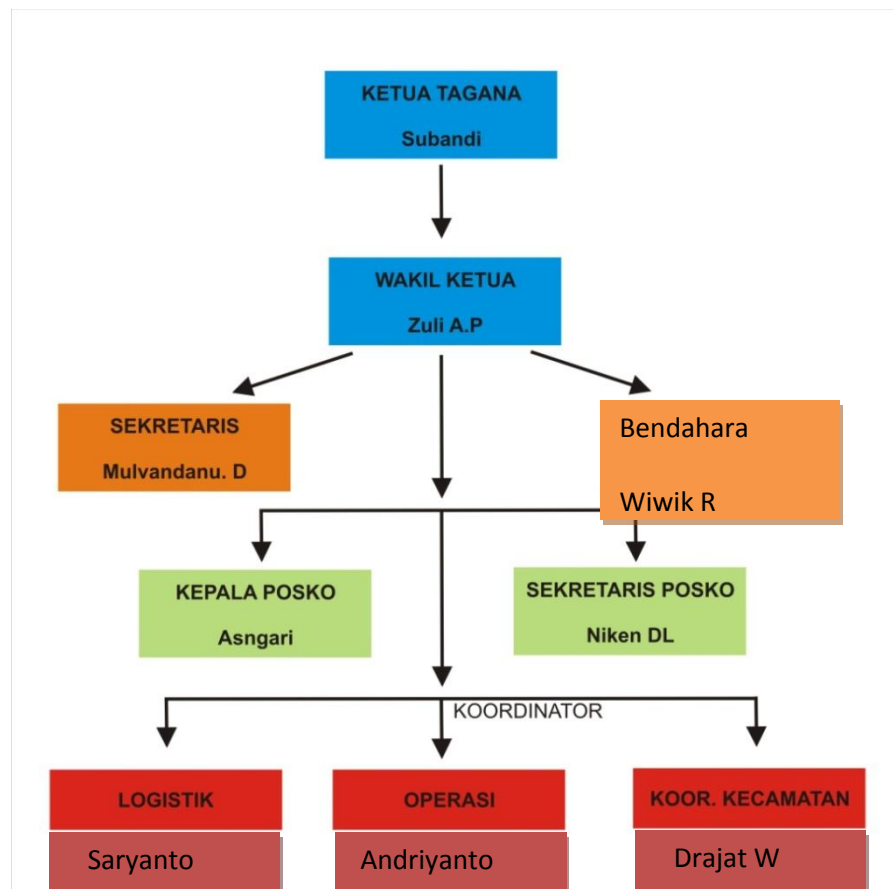 KETUA TAGANA
Subandi
WAKIL KETUA
Zuli A.P
SEKRETARIS
Mulvandanu. D
Bendahara
Wiwik R
KEPALA POSKO
Asngari
SEKRETARIS POSKO
Niken DL
KOORDINATOR
LOGISTIK
Saryanto
OPERASI
Andriyanto
KOOR. KECAMATAN
Drajat W